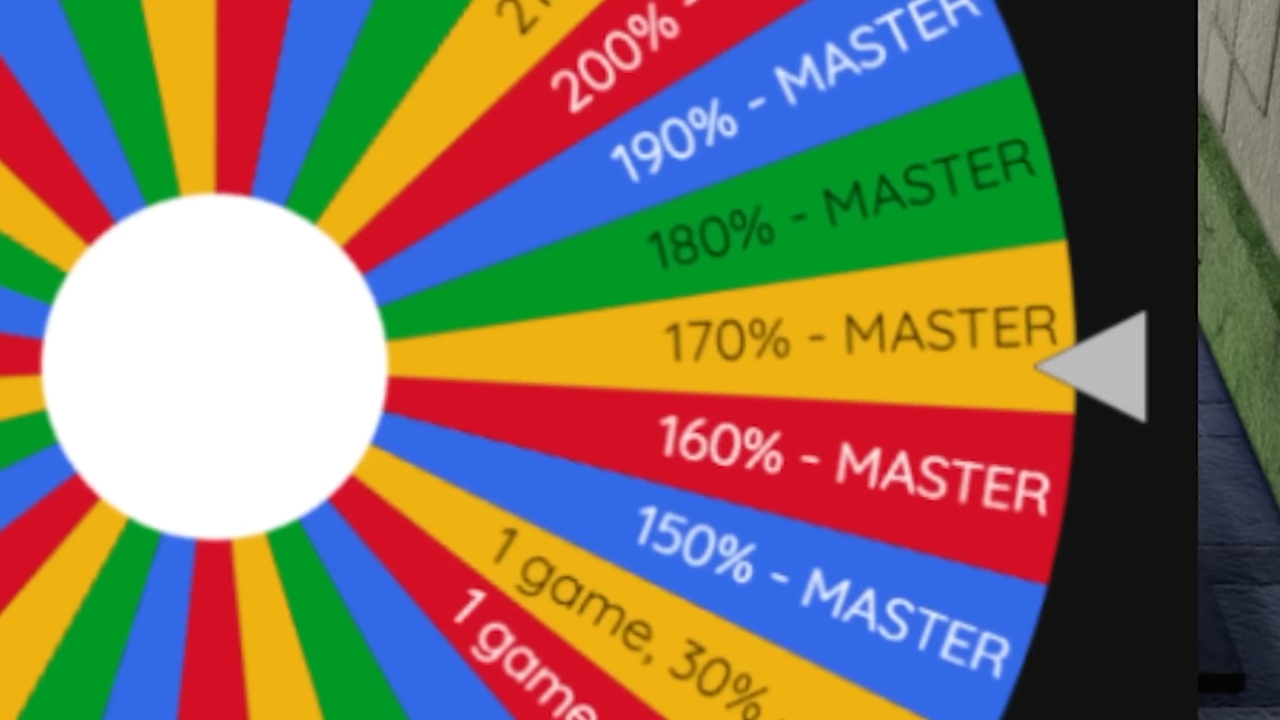 200% -
190% - MASTER
180% - MASTER
170% - MASTER
160% - MASTER
150% - MASTER
1 game, 30%
1 game